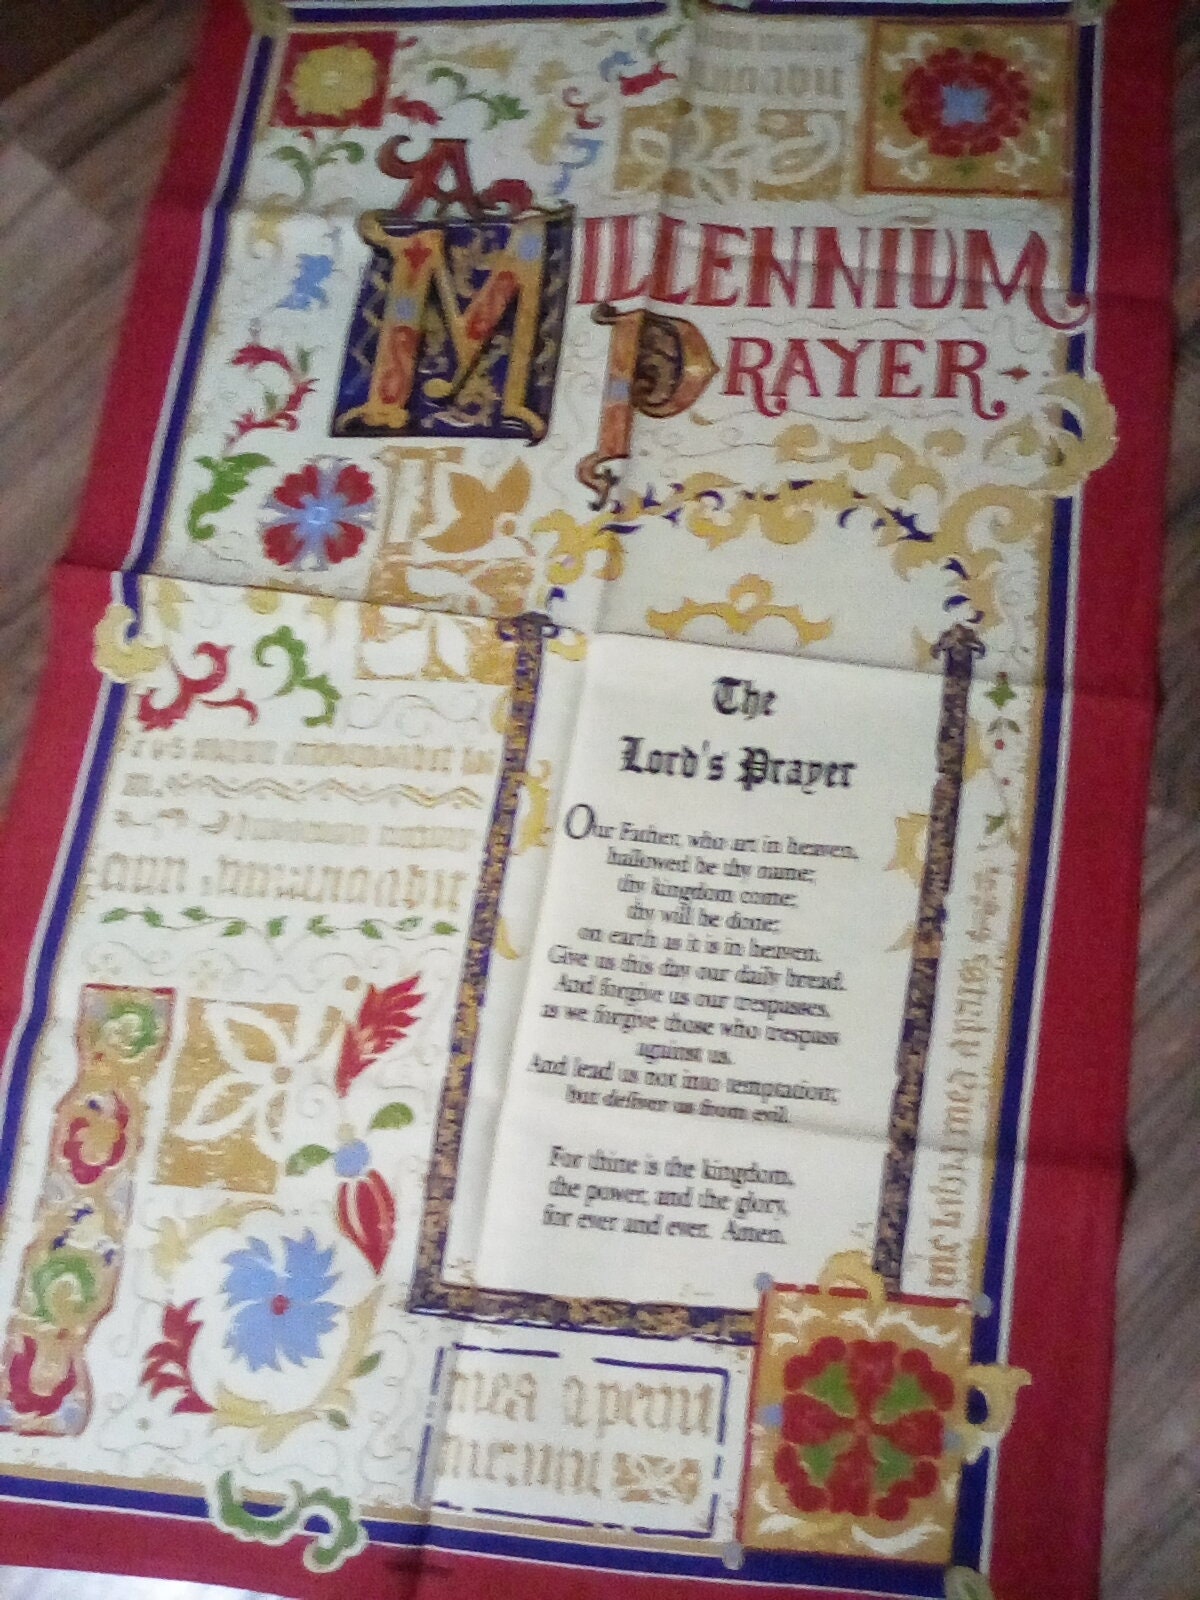 A
MILLENNIUM
PRAYER
The
Lord's Prayer
Our Father, who art in heaven,
hallowed be thy name;
thy kingdom come;
thy will be done;
on earth as it is in heaven.
Give us this day our daily bread.
And forgive us our trespasses,
as we forgive those who trespass
against us.
And lead us not into temptation;
but deliver us from evil.
For thine is the kingdom,
the power, and the glory,
for ever and ever. Amen.
mea